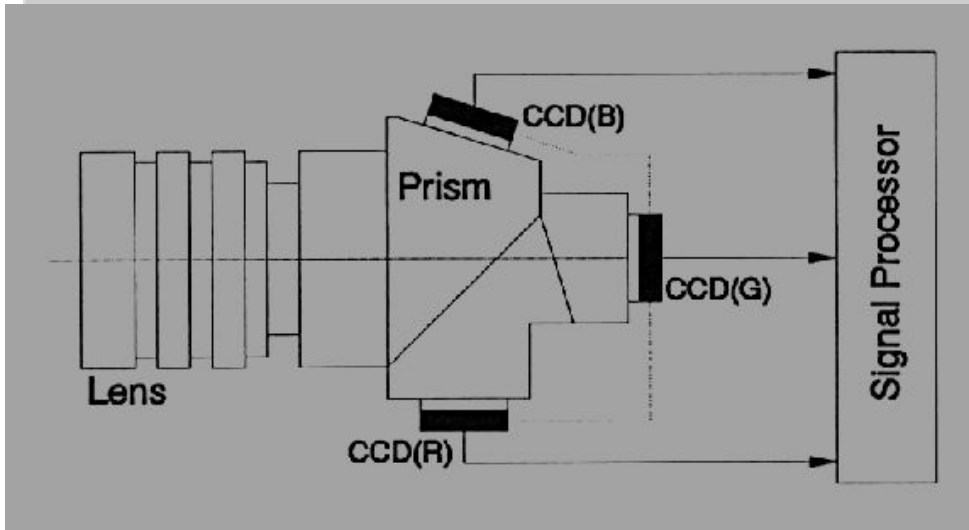 CCD(B)
Prism
CCD(G)
Lens
CCD(R)
Signal Processor